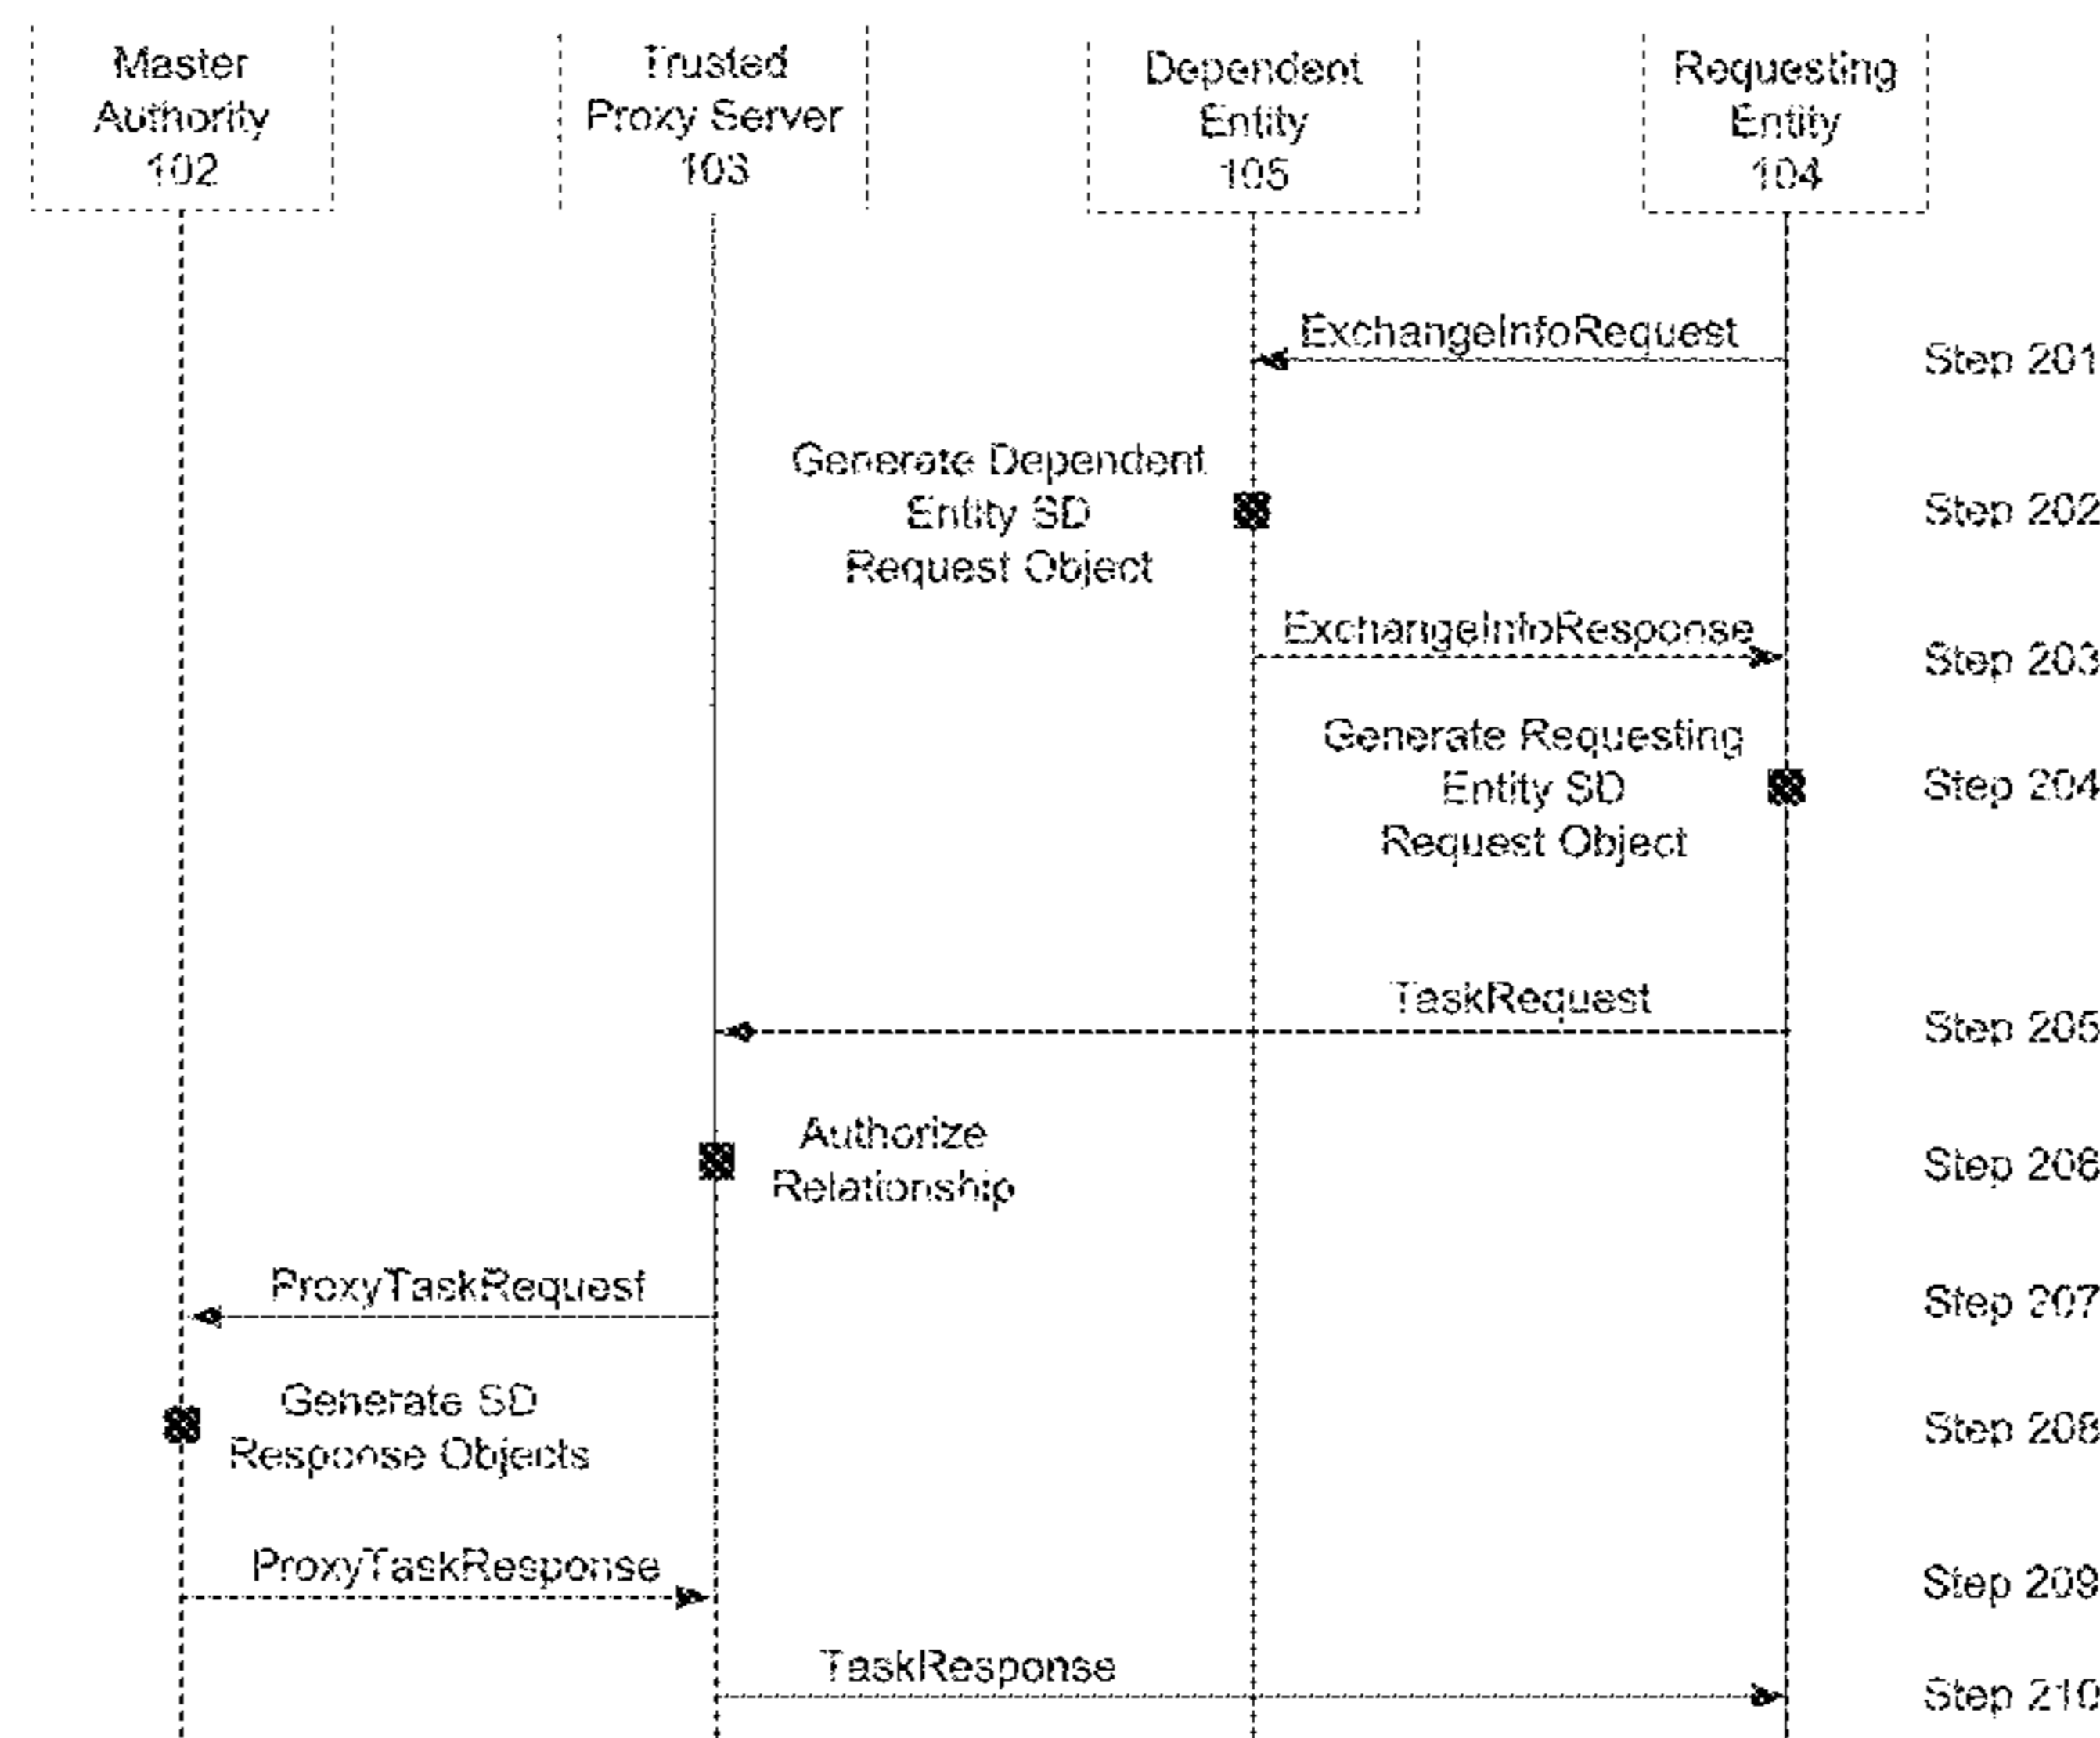 Master
Authority
102
Trusted
Proxy Server
103
Dependent
Entity
105
Requesting
Entity
104
ExchangeInfoRequest
Step 201
Generate Dependent
Entity SD
Request Object
Step 202
ExchangeInfoResponse
Step 203
Generate Requesting
Entity SD
Request Object
Step 204
TaskRequest
Step 205
Authorize
Relationship
Step 206
ProxyTaskRequest
Step 207
Generate SD
Response Objects
Step 208
ProxyTaskResponse
Step 209
TaskResponse
Step 210